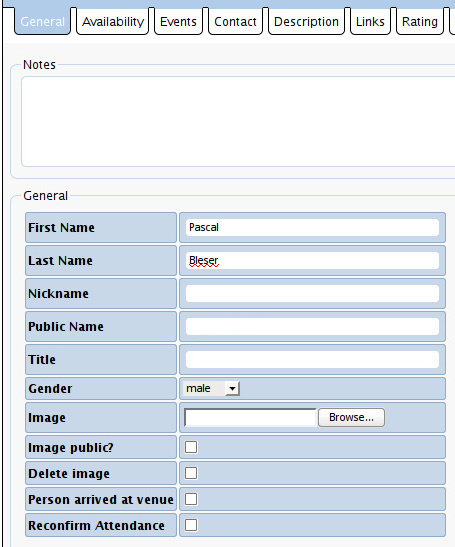 General Availability Events Contact Description Links Rating
Notes
General
First Name Pascal
Last Name Bleser
Nickname
Public Name
Title
Gender male
Image Browse...
Image public?
Delete image
Person arrived at venue
Reconfirm Attendance